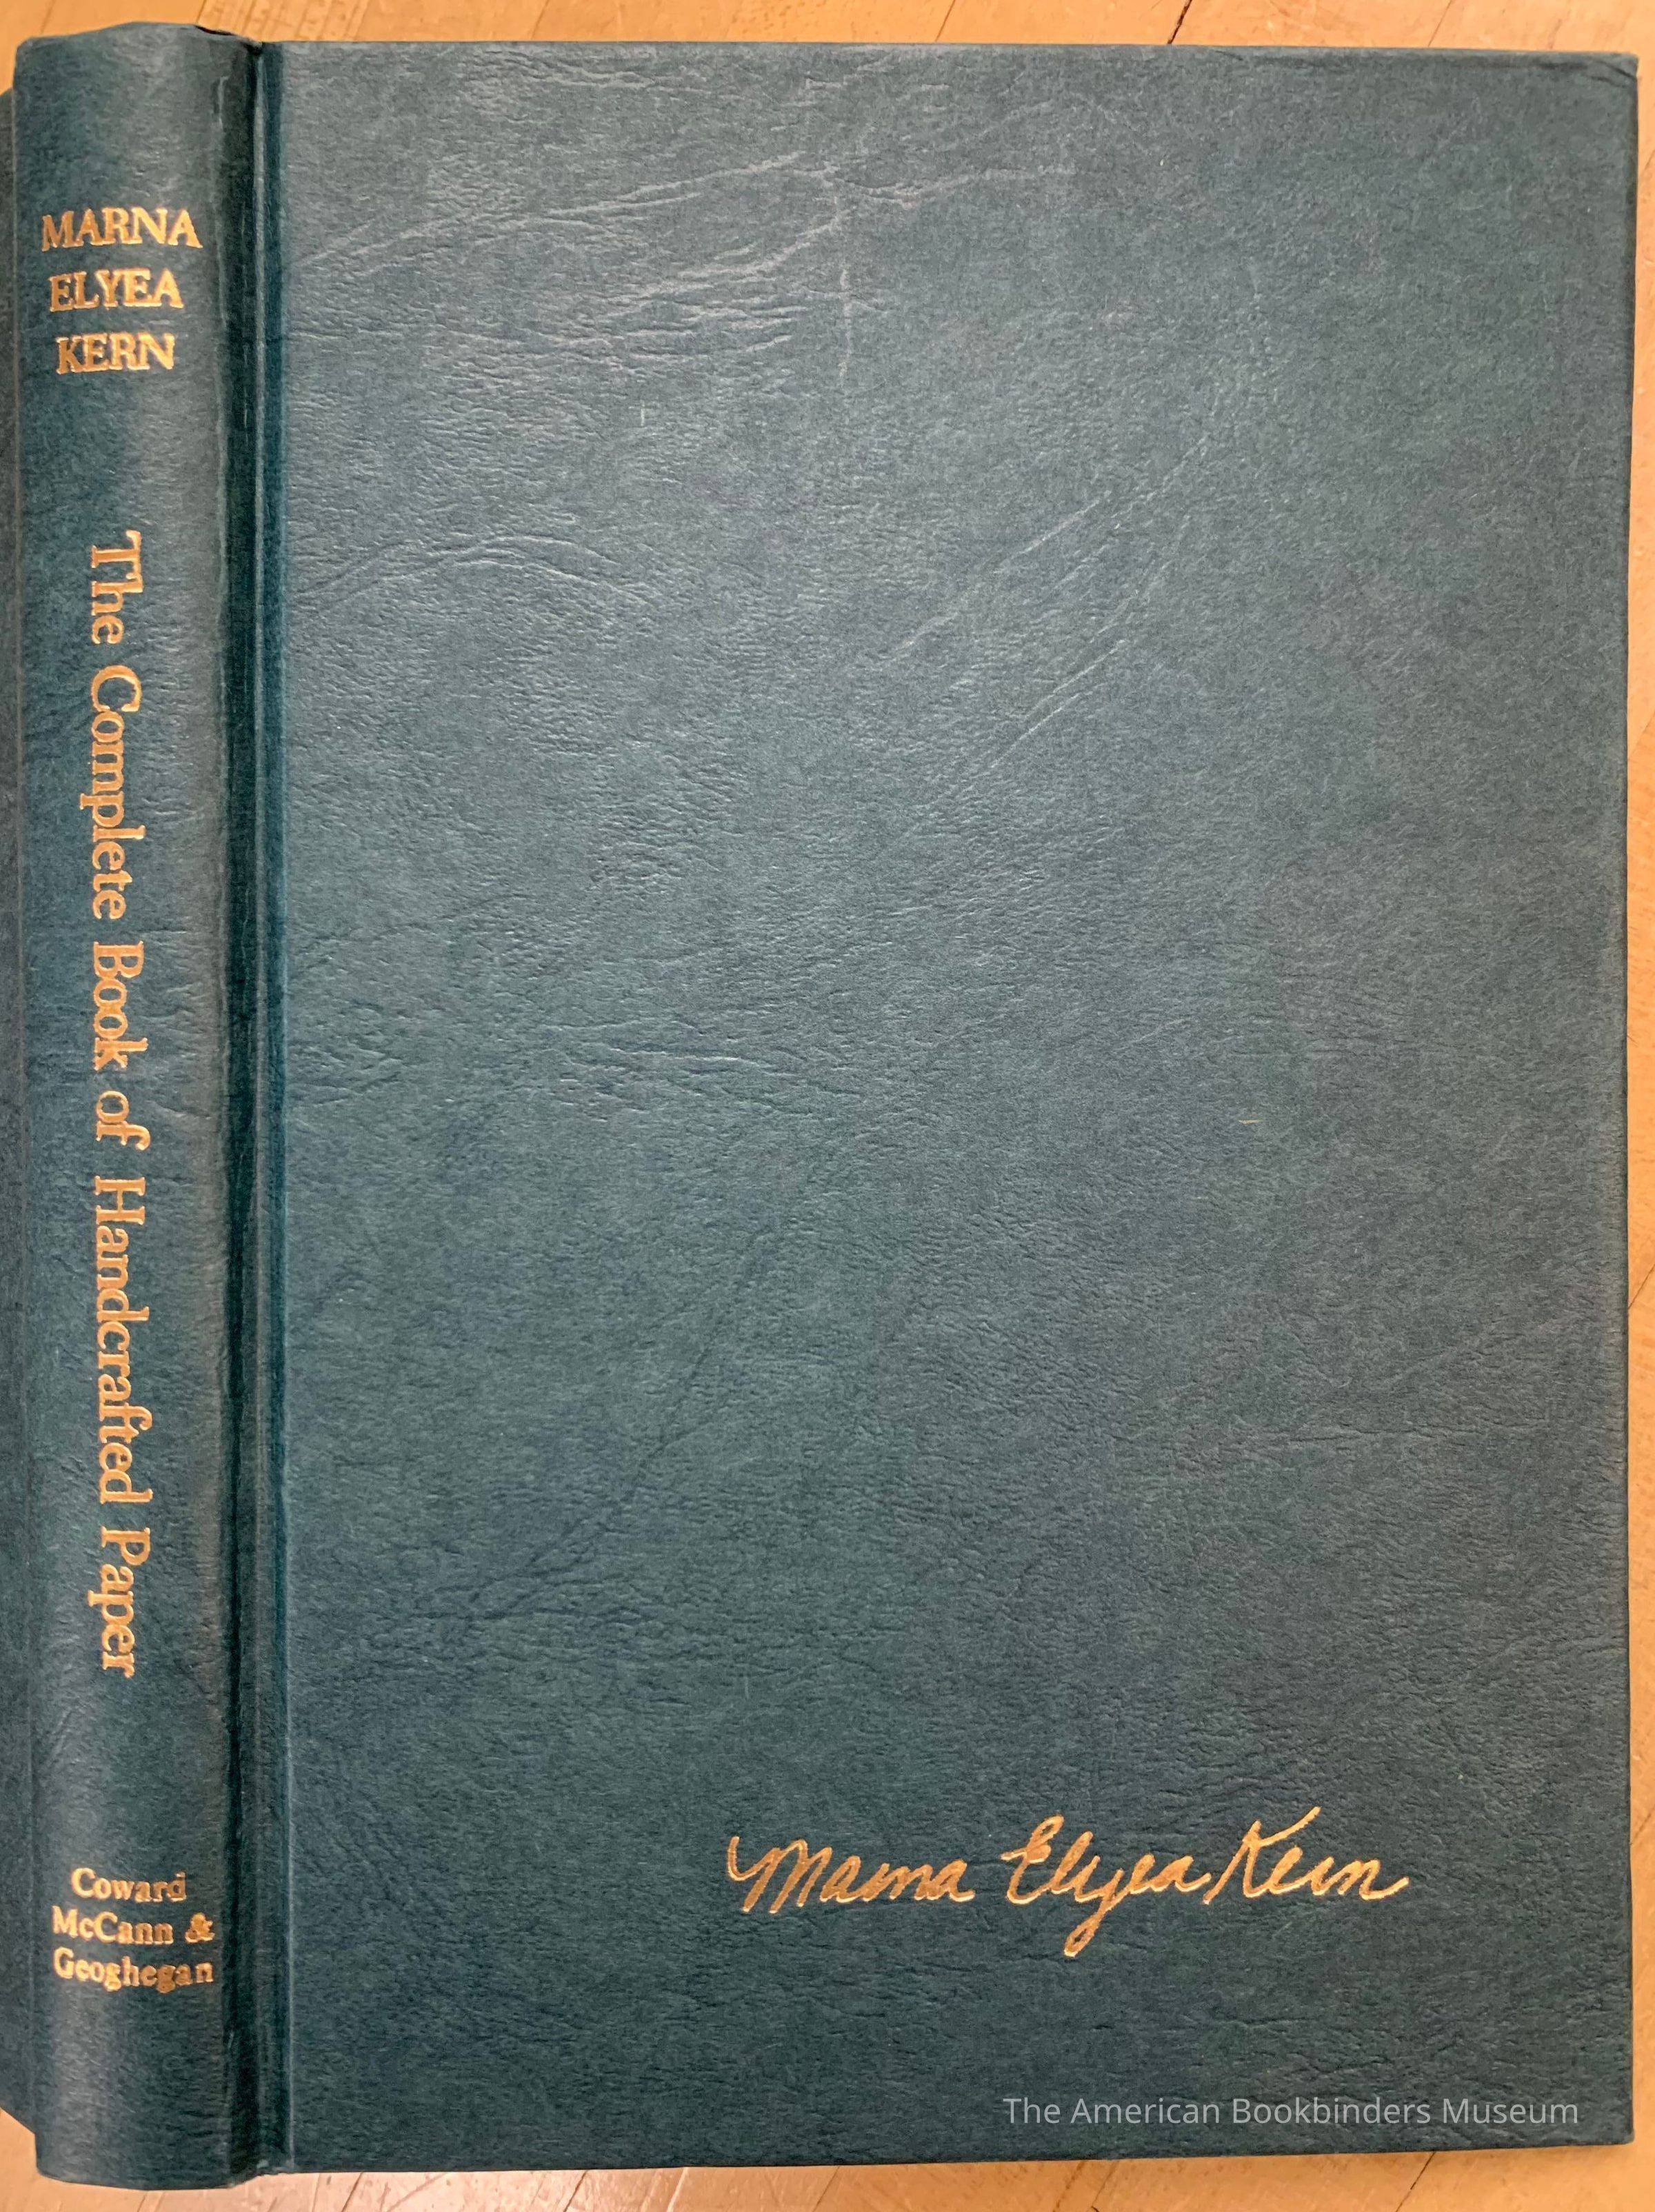 MARNA
ELYEA
KERN
The Complete Book of Handcrafted Paper
Coward
McCann &
Geoghegan
Marna Elyea Kern
The American Bookbinders Museum